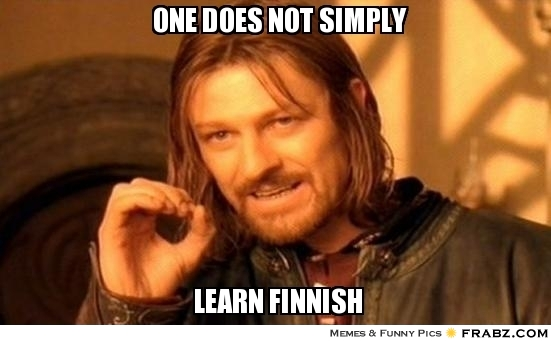 ONE DOES NOT SIMPLY
LEARN FINNISH
MEMES & FUNNY PICS FRABZ.COM